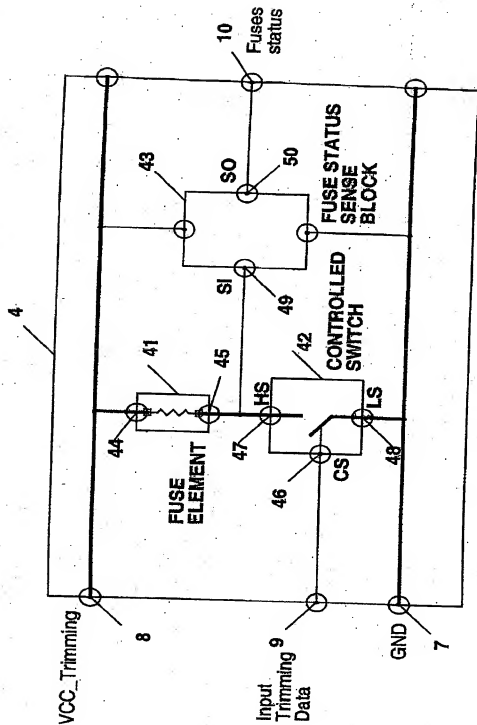 4
VCC_Trimming
8
44
41
FUSE
ELEMENT
45
43
SI
49
SO
50
10
Fuses
status
FUSE STATUS
SENSE
BLOCK
HS
47
42
CONTROLLED
SWITCH
46
CS
LS
48
Input
Trimming
Data
9
GND
7